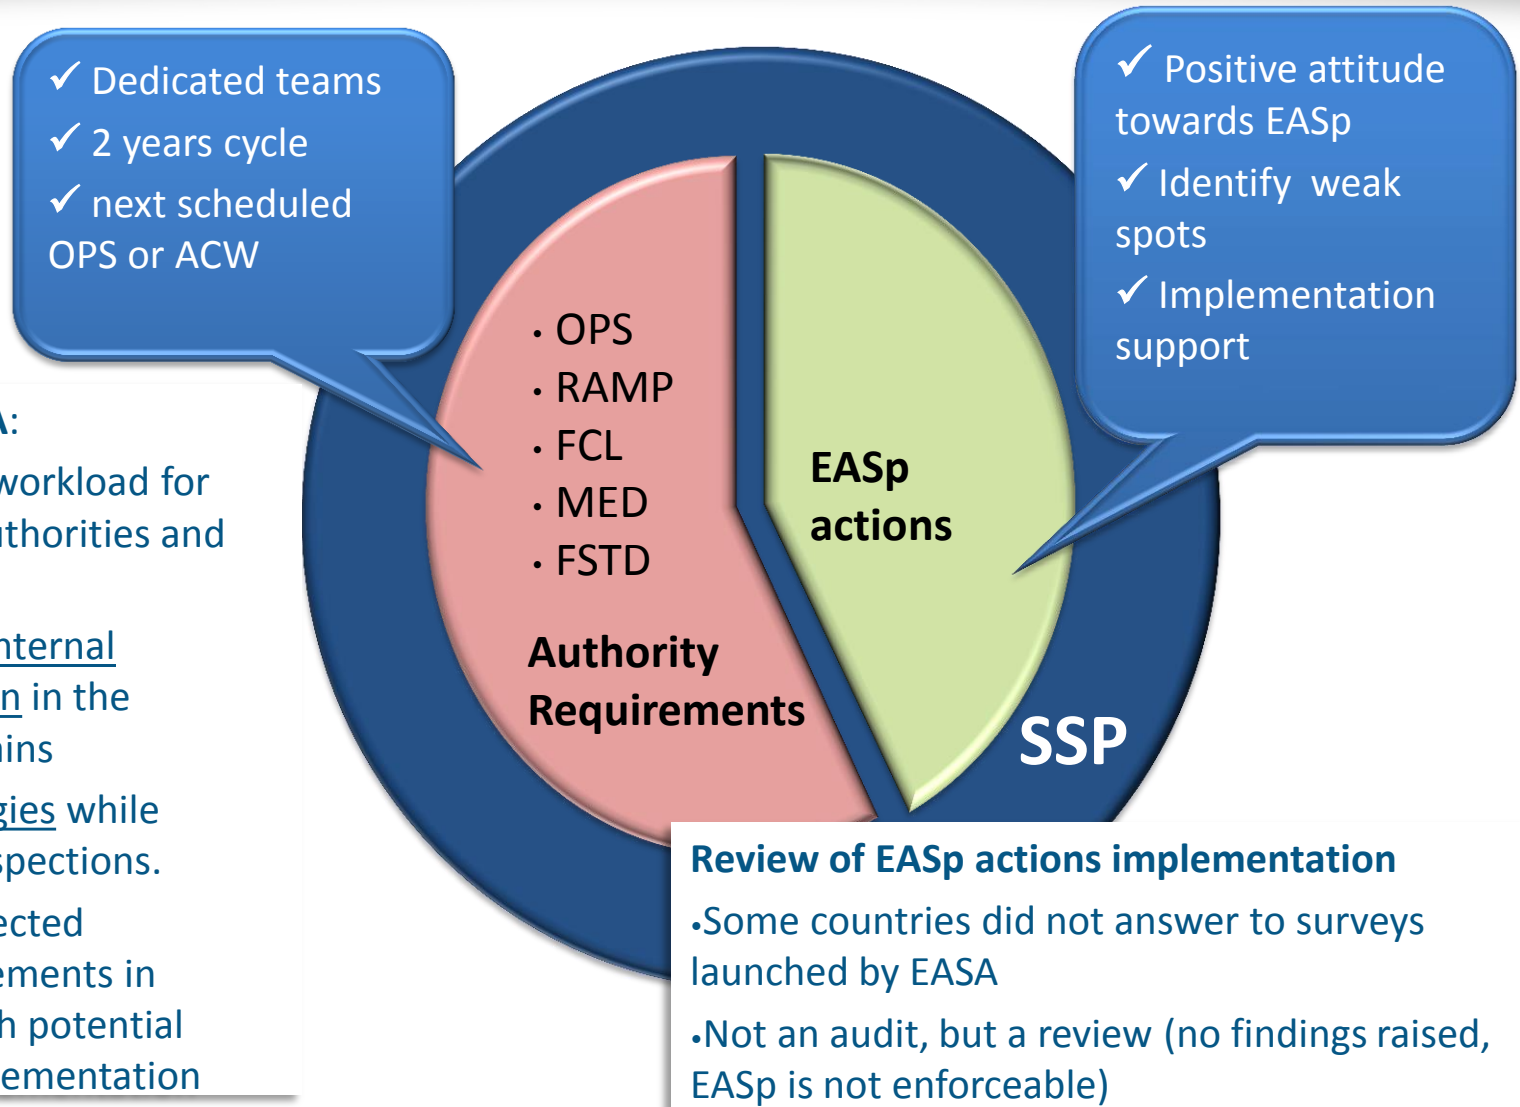 ✓ Dedicated teams
✓ 2 years cycle
✓ next scheduled
OPS or ACW
✓ Positive attitude
towards EASp
✓ Identify weak
spots
✓ Implementation
support
• OPS
• RAMP
• FCL
• MED
• FSTD
Authority
Requirements
EASp
actions
SSP
A:
workload for
uthorities and
nternal
n in the
ins
gies while
spections.
ected
ements in
h potential
ementation
Review of EASp actions implementation
•Some countries did not answer to surveys
launched by EASA
•Not an audit, but a review (no findings raised,
EASp is not enforceable)